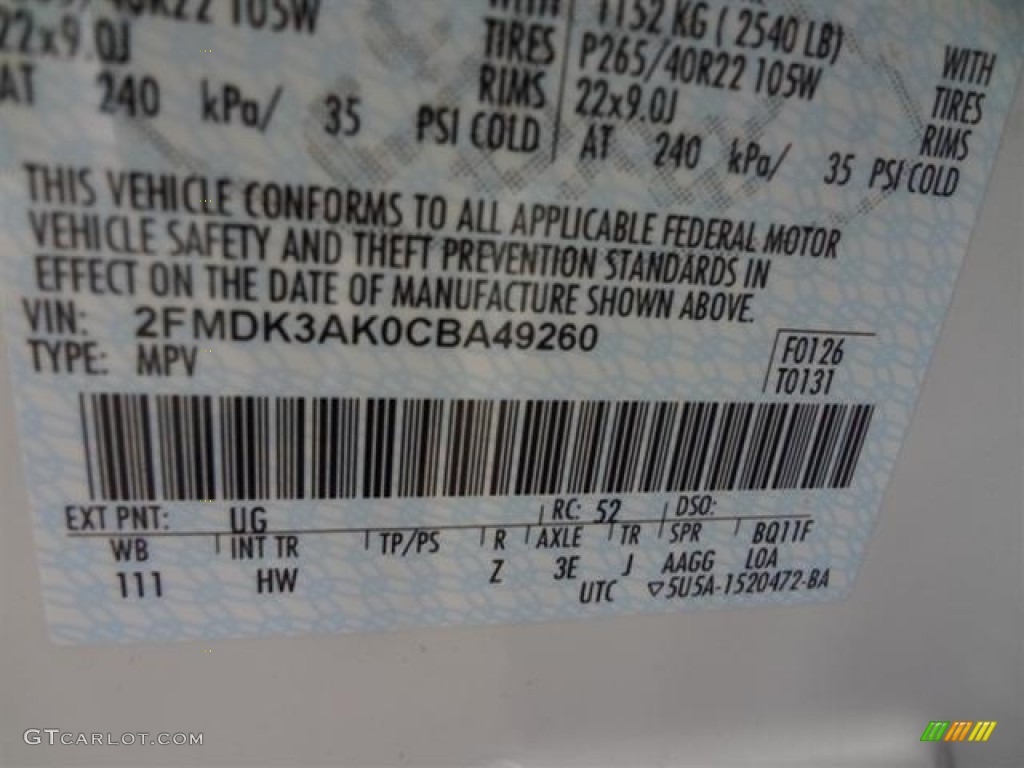 40R22 105W
22x9.0J
AT 240 kPa/ 35 PSI COLD
WITH
TIRES
RIMS
1152 KG ( 2540 LB)
P265/40R22 105W
22x9.0J
AT 240 kPa/ 35 PSI COLD
WITH
TIRES
RIMS
THIS VEHICLE CONFORMS TO ALL APPLICABLE FEDERAL MOTOR
VEHICLE SAFETY AND THEFT PREVENTION STANDARDS IN
EFFECT ON THE DATE OF MANUFACTURE SHOWN ABOVE.
VIN: 2FMDK3AK0CBA49260
TYPE: MPV
F0126
T0131
EXT PNT: UG RC: 52 DSO:
WB INT TR TP/PS R AXLE TR SPR BQ11F
111 HW Z 3E J AAGG LOA
UTC ▽5U5A-1520472-BA
GTCARLOT.COM